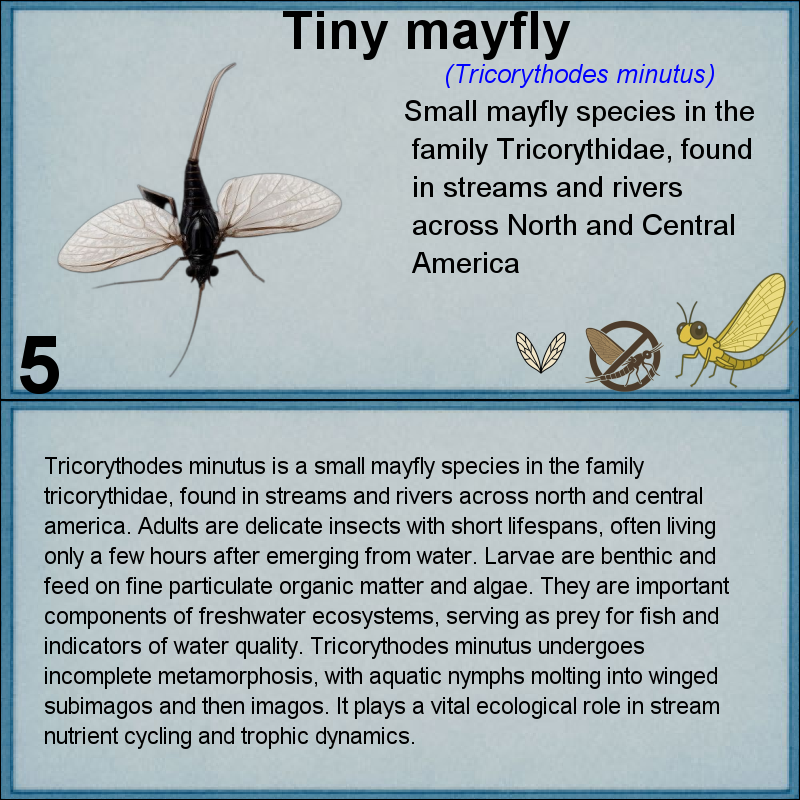 Tiny mayfly
(Tricorythodes minutus)
Small mayfly species in the
family Tricorythidae, found
in streams and rivers
across North and Central
America
5
Tricorythodes minutus is a small mayfly species in the family
tricorythidae, found in streams and rivers across north and central
america. Adults are delicate insects with short lifespans, often living
only a few hours after emerging from water. Larvae are benthic and
feed on fine particulate organic matter and algae. They are important
components of freshwater ecosystems, serving as prey for fish and
indicators of water quality. Tricorythodes minutus undergoes
incomplete metamorphosis, with aquatic nymphs molting into winged
subimagos and then imagos. It plays a vital ecological role in stream
nutrient cycling and trophic dynamics.